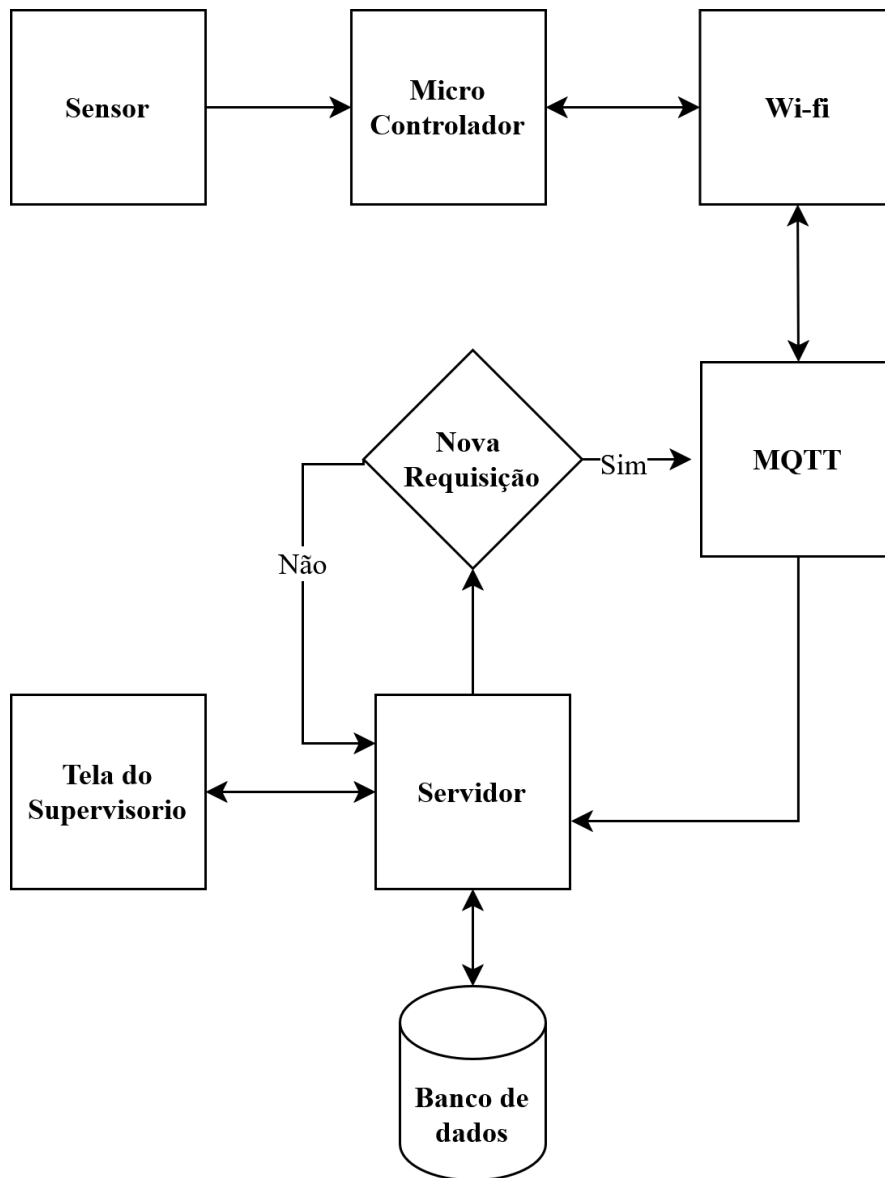 Sensor
Micro
Controlador
Wi-fi
Nova
Requisição
Sim
MQTT
Não
Tela do
Supervisorio
Servidor
Banco de
dados